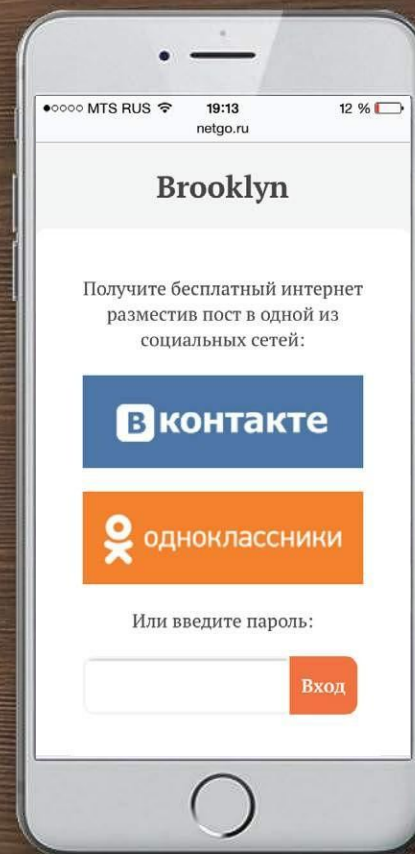 MTS RUS 19:13 12 %
netgo.ru
Brooklyn
Получите бесплатный интернет
разместив пост в одной из
социальных сетей:
В контакте
одноклассники
Или введите пароль:
Вход